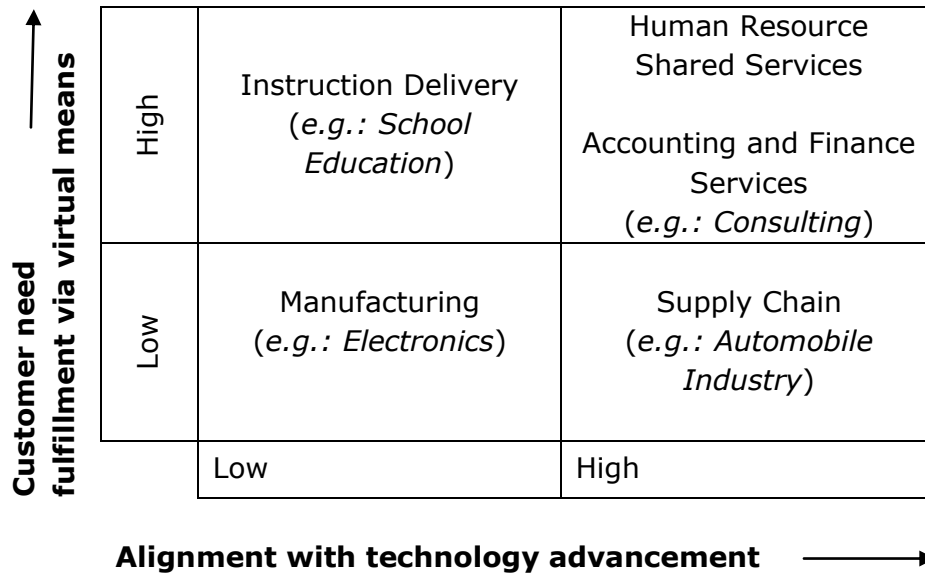 Customer need
fulfillment via virtual means
High
Instruction Delivery
(e.g.: School
Education)
Human Resource
Shared Services
Accounting and Finance
Services
(e.g.: Consulting)
Low
Manufacturing
(e.g.: Electronics)
Supply Chain
(e.g.: Automobile
Industry)
Low
High
Alignment with technology advancement